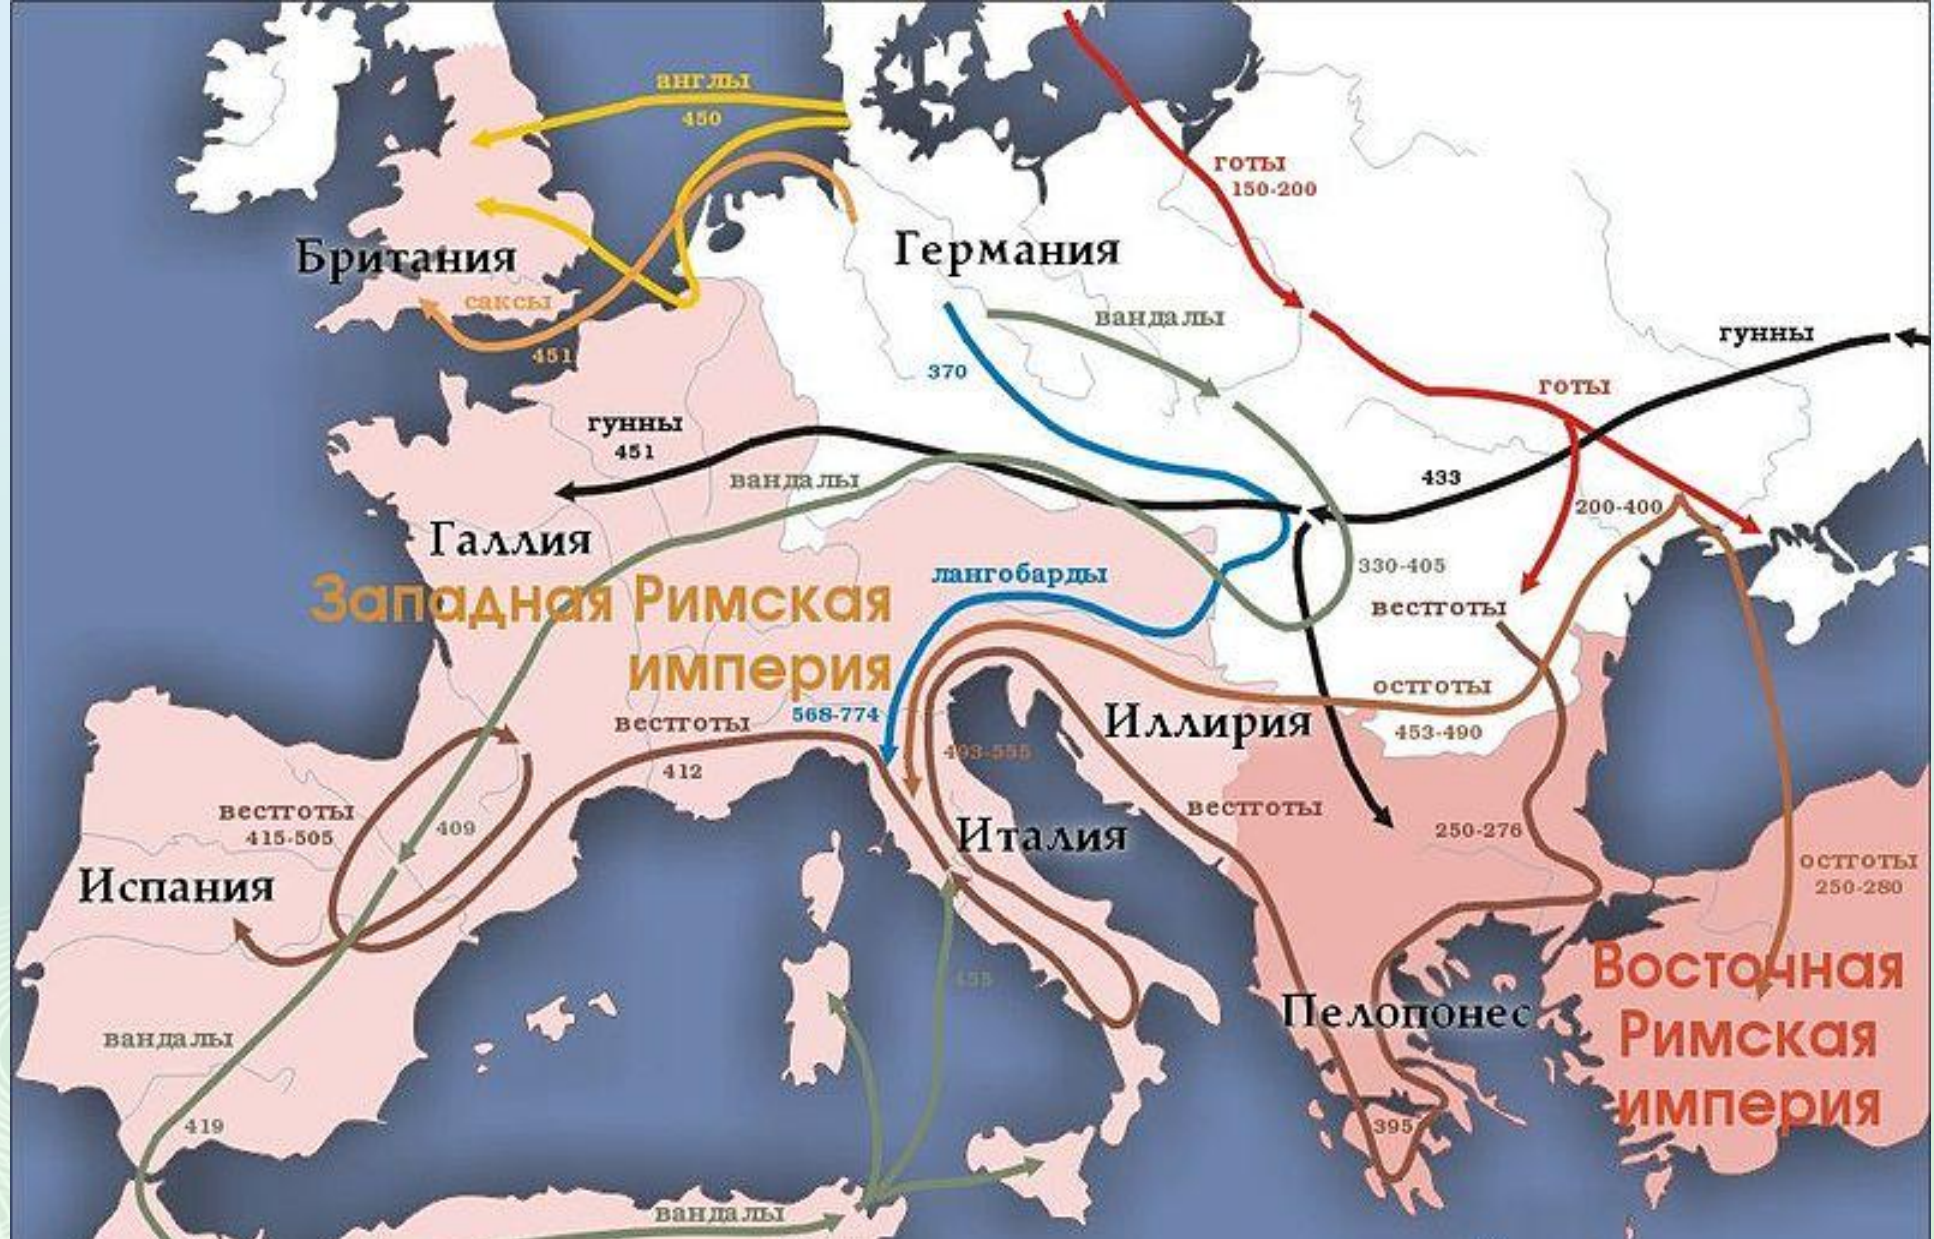 англы
450
готы
150-200
Британия
Германия
саксы
451
вандалы
370
гунны
готы
гунны
451
вандалы
433
200-400
Галлия
330-405
лангобарды
вестготы
Западная Римская
империя
остготы
453-490
568-774
вестготы
412
Иллирия
493-555
вестготы
415-505
409
вестготы
250-276
Италия
остготы
250-280
Испания
455
Восточная
Римская
империя
Пелопонес
вандалы
419
395
вандалы